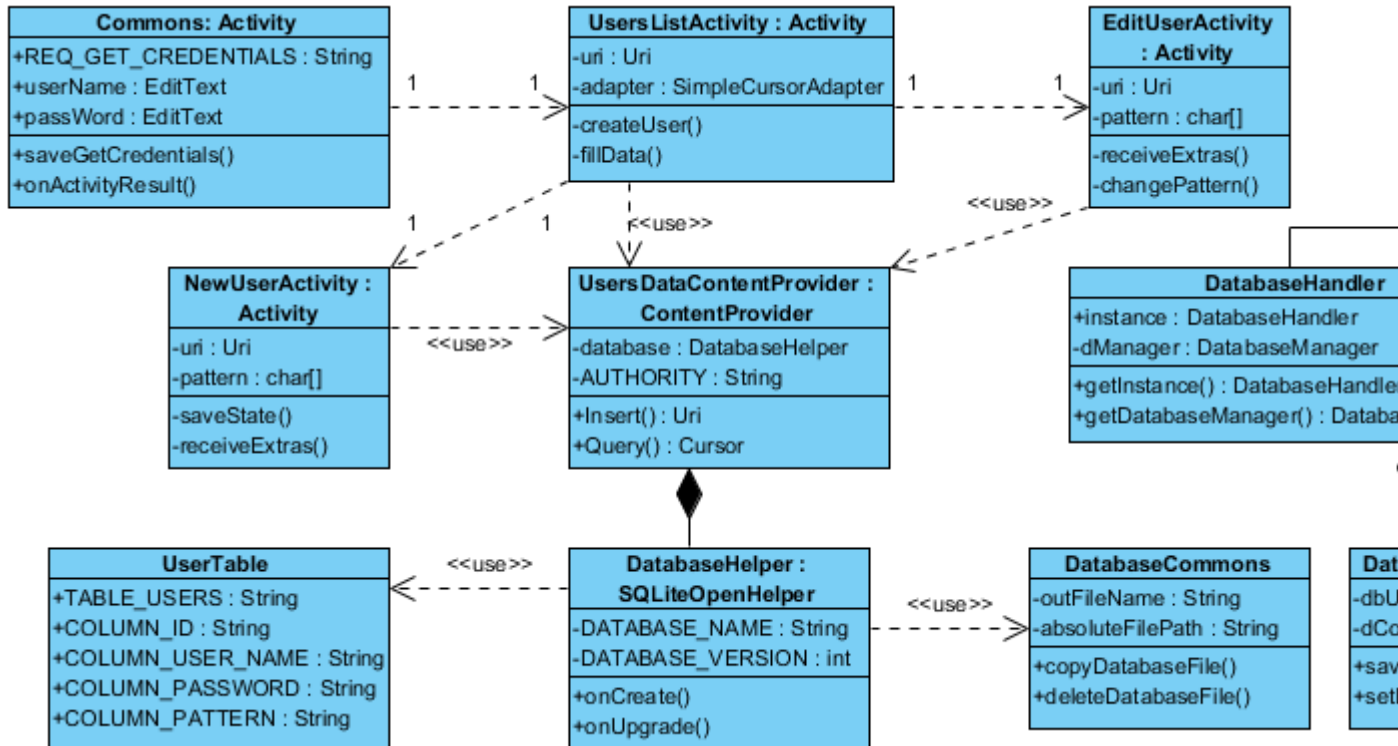 Commons: Activity
+REQ_GET_CREDENTIALS : String
+userName : EditText
+passWord : EditText
+saveGetCredentials()
+onActivityResult()
1
1
UsersListActivity : Activity
-uri : Uri
-adapter : SimpleCursorAdapter
-createUser()
-fillData()
1
1
EditUserActivity
: Activity
-uri : Uri
-pattern : char[]
-receiveExtras()
-changePattern()
1
1
<<use>>
<<use>>
NewUserActivity :
Activity
-uri : Uri
-pattern : char[]
-saveState()
-receiveExtras()
<<use>>
UsersDataContentProvider :
ContentProvider
-database : DatabaseHelper
-AUTHORITY : String
+Insert() : Uri
+Query() : Cursor
DatabaseHandler
+instance : DatabaseHandler
-dManager : DatabaseManager
+getInstance() : DatabaseHandle
+getDatabaseManager() : Databa
UserTable
+TABLE_USERS : String
+COLUMN_ID : String
+COLUMN_USER_NAME : String
+COLUMN_PASSWORD : String
+COLUMN_PATTERN : String
<<use>>
DatabaseHelper :
SQLiteOpenHelper
-DATABASE_NAME : String
-DATABASE_VERSION : int
+onCreate()
+onUpgrade()
<<use>>
DatabaseCommons
-outFileName : String
-absoluteFilePath : String
+copyDatabaseFile()
+deleteDatabaseFile()
Dat
-dbU
-dCo
+sav